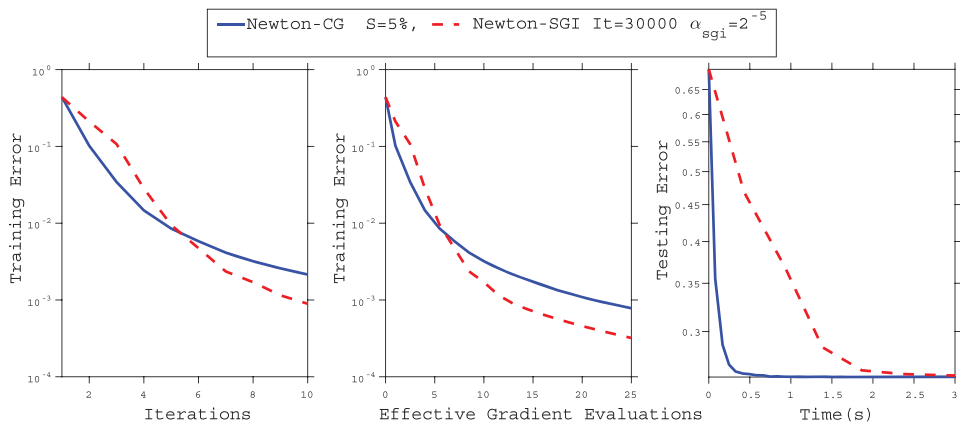 Newton-CG S=5%, Newton-SGI It=30000 α_sgi=2^-5
Training Error
10^0
10^-1
10^-2
10^-3
10^-4
2 4 6 8 10
Iterations
Training Error
10^0
10^-1
10^-2
10^-3
10^-4
0 5 10 15 20 25
Effective Gradient Evaluations
Testing Error
0.65
0.6
0.55
0.5
0.45
0.4
0.35
0.3
0 0.5 1 1.5 2 2.5 3
Time(s)